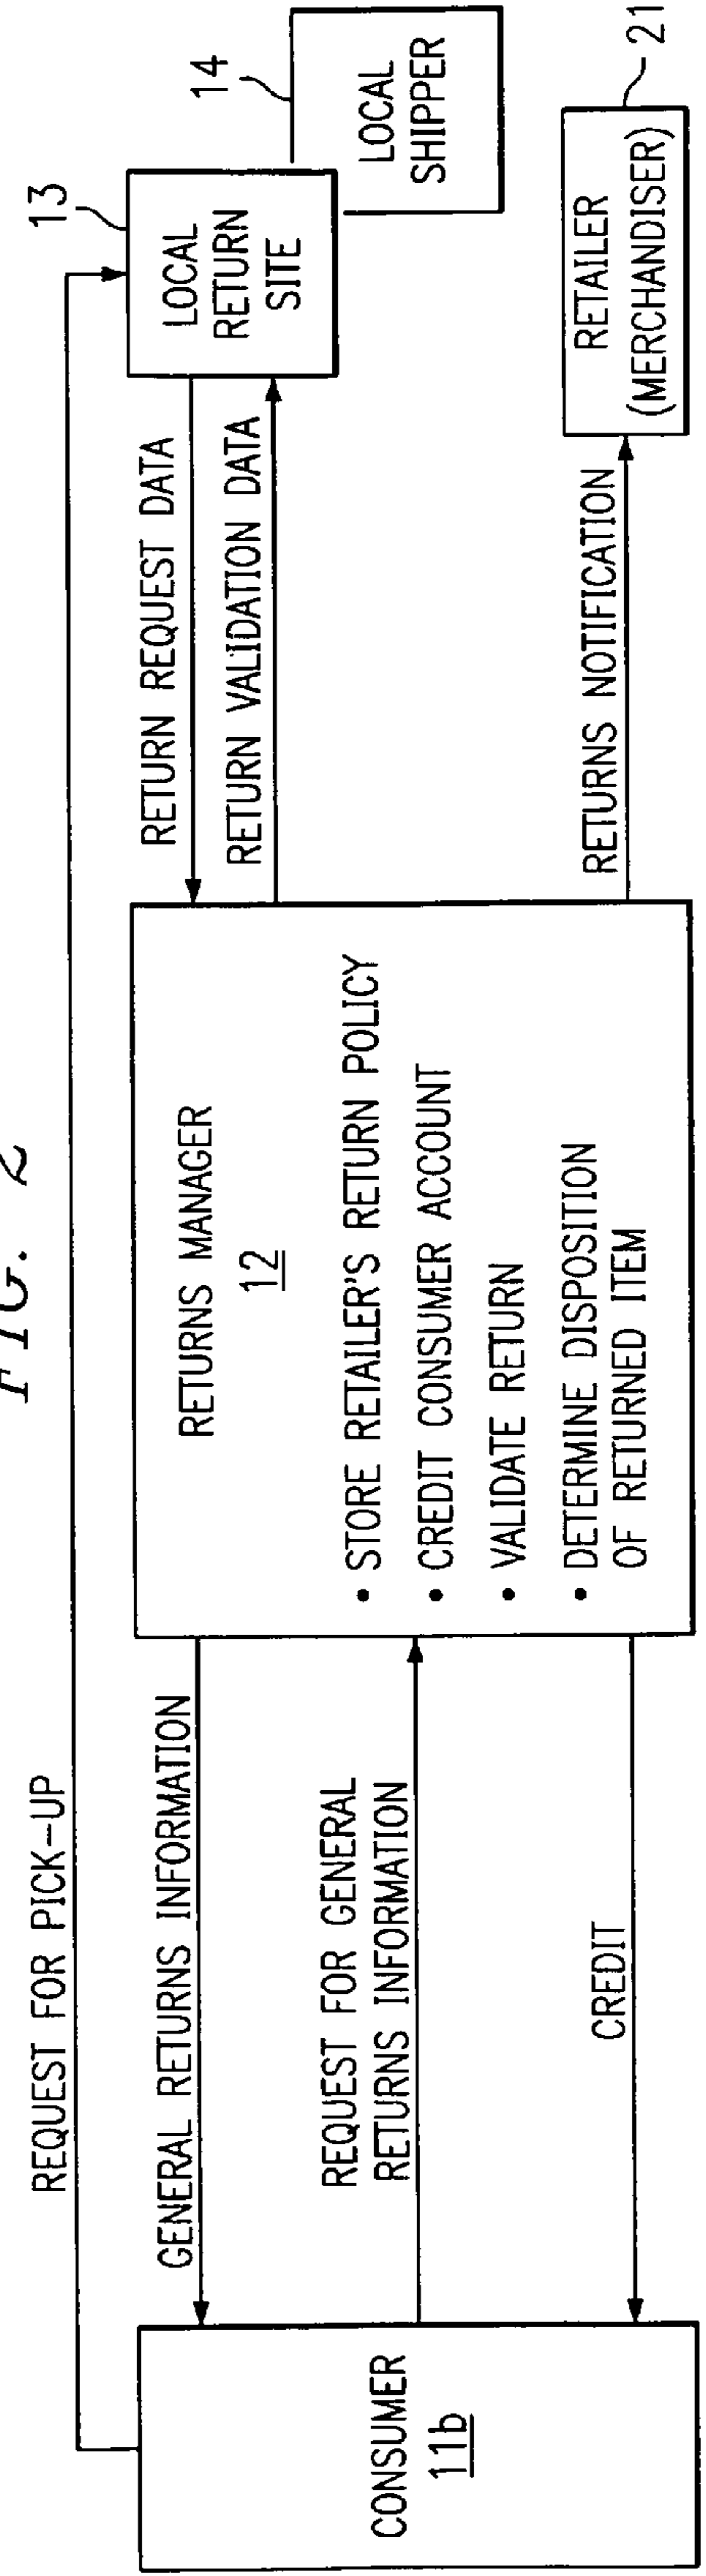 FIG. 2
REQUEST FOR PICK-UP
GENERAL RETURNS INFORMATION
REQUEST FOR GENERAL
RETURNS INFORMATION
CREDIT
CONSUMER
11b
RETURNS MANAGER
12
• STORE RETAILER'S RETURN POLICY
• CREDIT CONSUMER ACCOUNT
• VALIDATE RETURN
• DETERMINE DISPOSITION
OF RETURNED ITEM
RETURN REQUEST DATA
RETURN VALIDATION DATA
RETURNS NOTIFICATION
13
LOCAL
RETURN
SITE
14
LOCAL
SHIPPER
RETAILER
(MERCHANDISER)
21